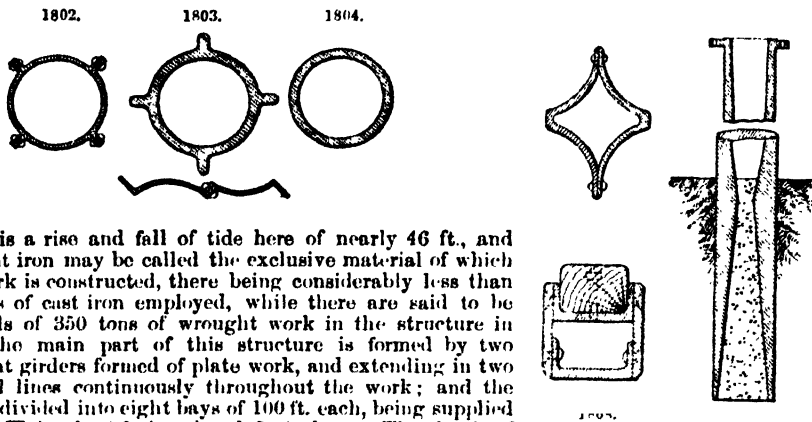 1802. 1803. 1804.
is a rise and fall of tide here of nearly 46 ft., and
t iron may be called the exclusive material of which
rk is constructed, there being considerably less than
s of cast iron employed, while there are said to be
ds of 350 tons of wrought work in the structure in
he main part of this structure is formed by two
nt girders formed of plate work, and extending in two
l lines continuously throughout the work; and the
divided into eight bays of 100 ft. each, being supplied